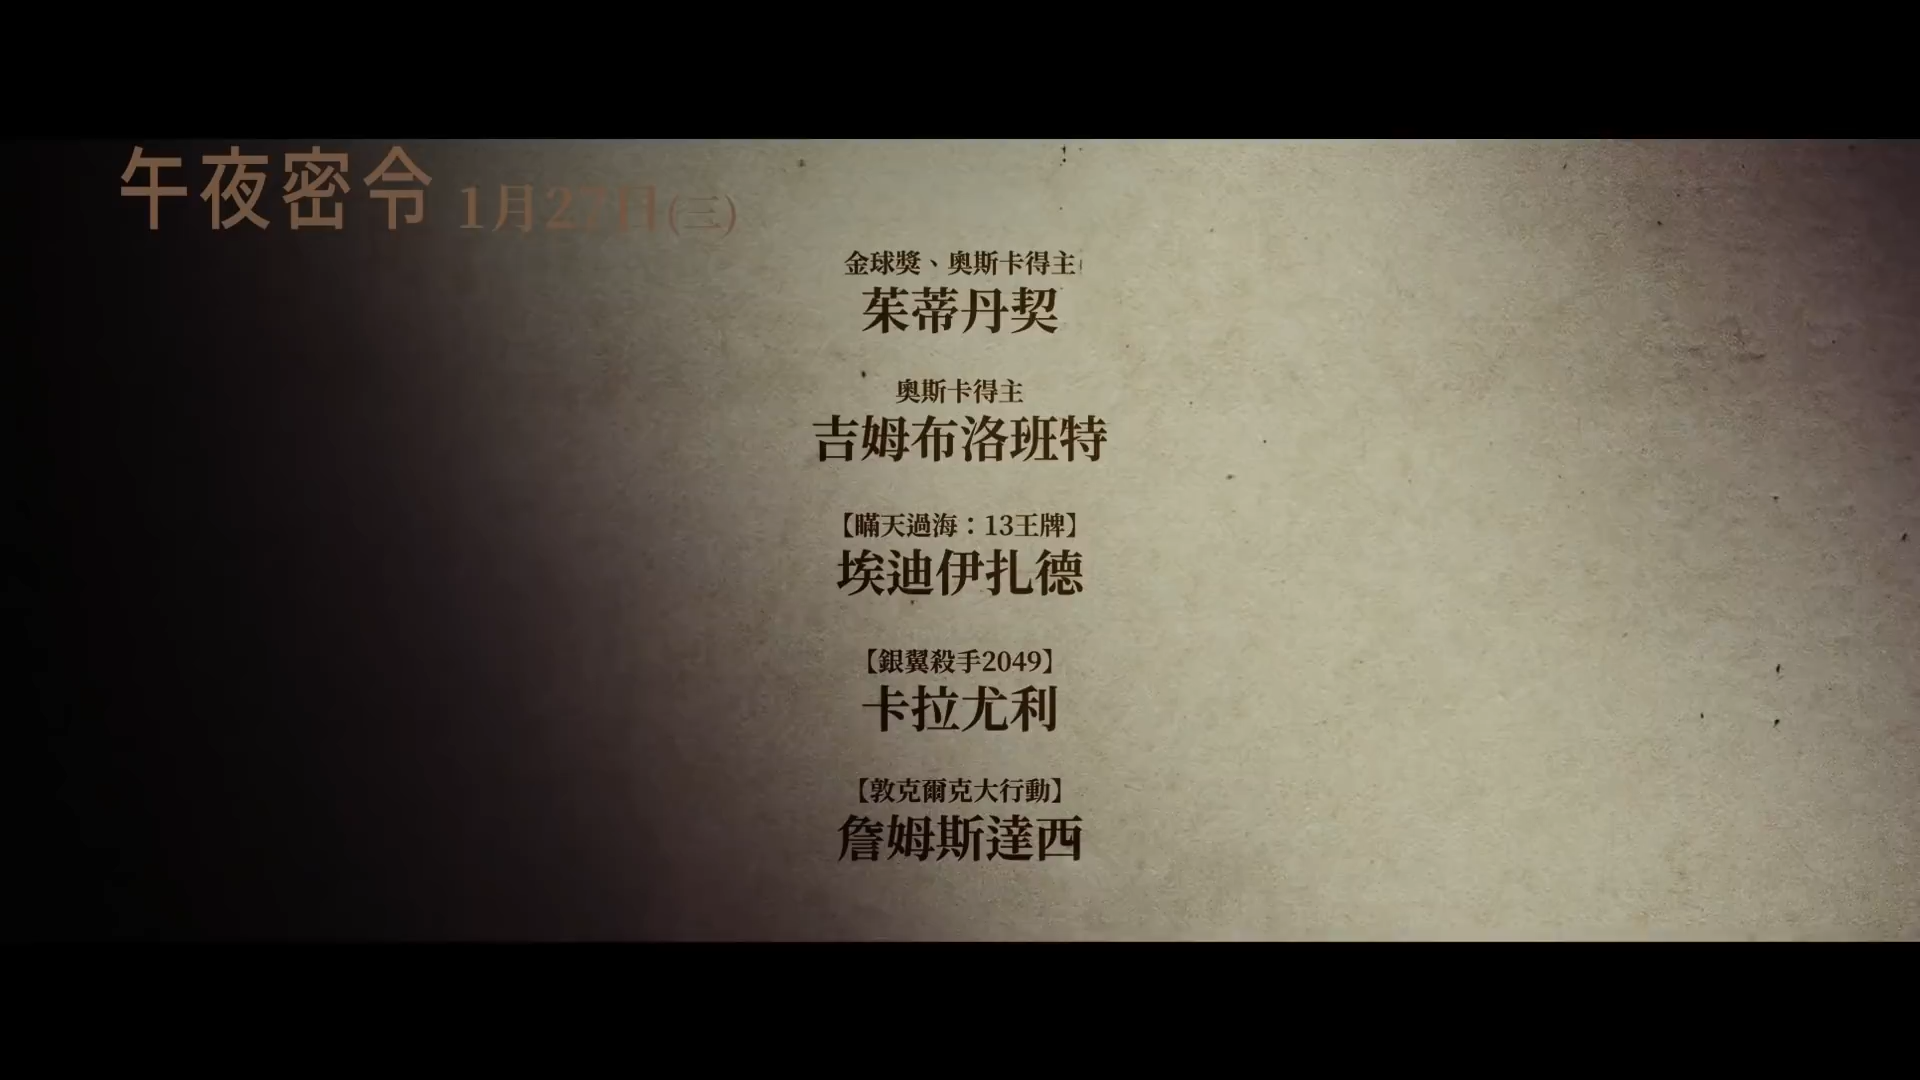 午夜密令 1月27日(三)
金球獎、奧斯卡得主
茱蒂丹契
奧斯卡得主
吉姆布洛班特
【瞞天過海：13王牌】
埃迪伊扎德
【銀翼殺手2049】
卡拉尤利
【敦克爾克大行動】
詹姆斯達西